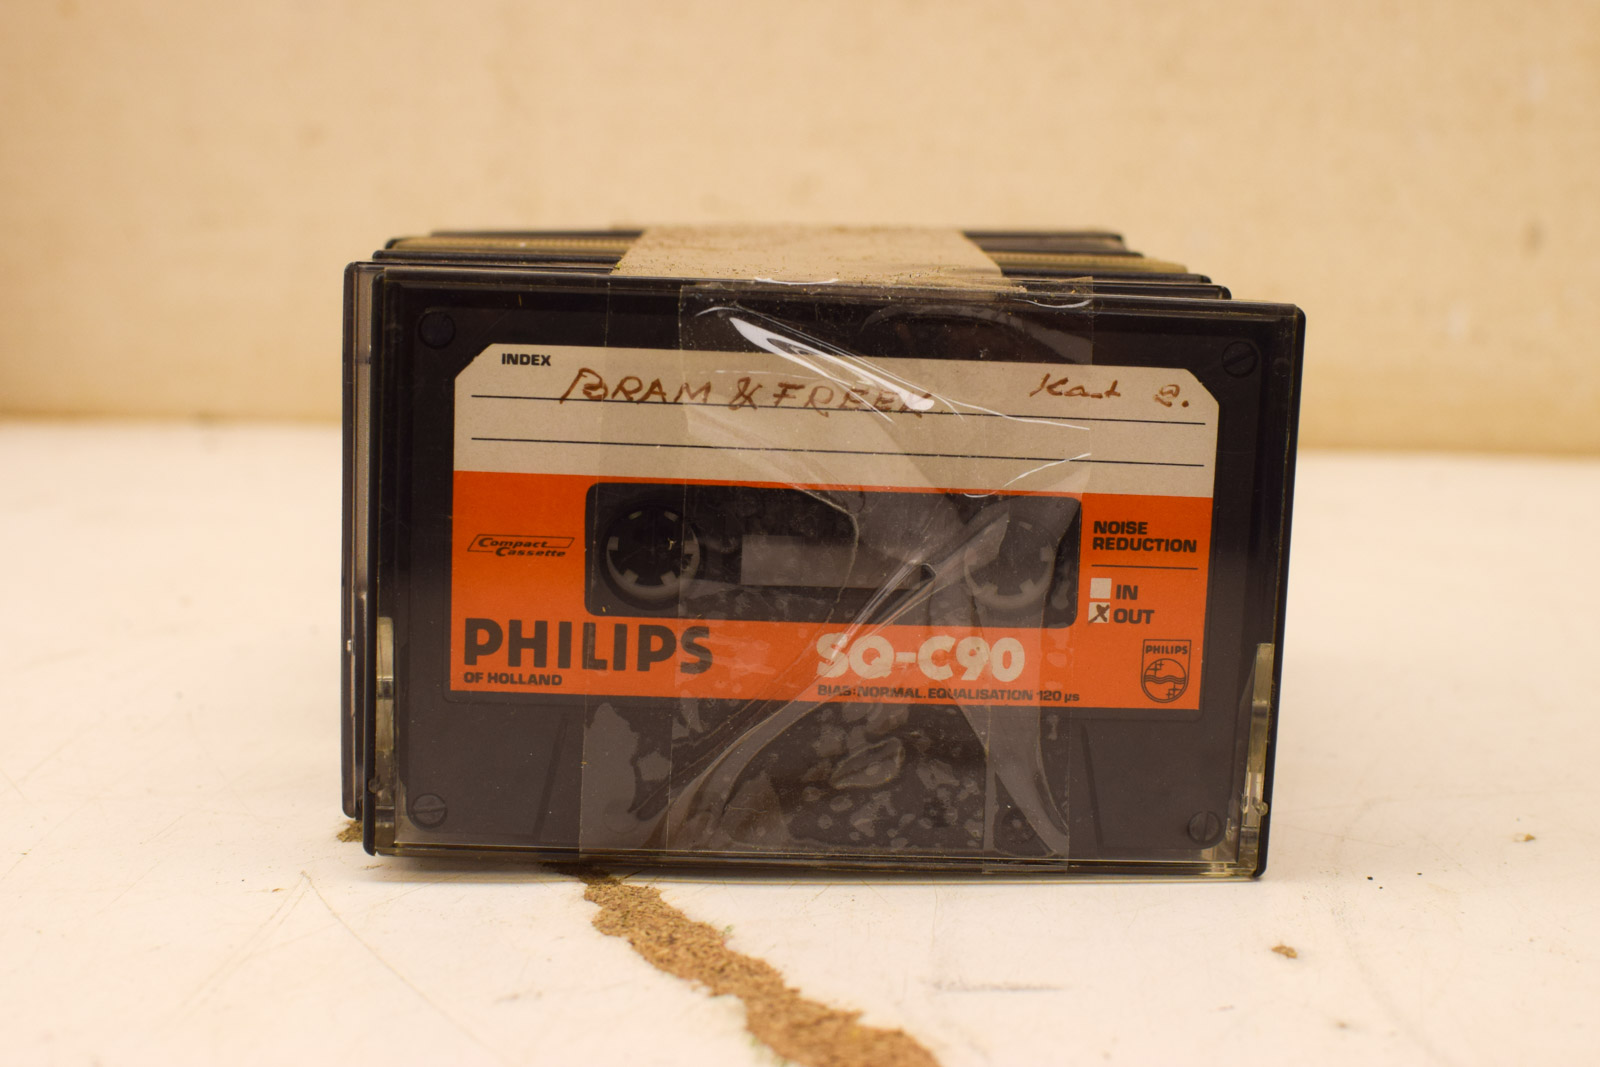 INDEX
BRAM & FREEK Kant 2.
Compact
Cassette
NOISE
REDUCTION
IN
OUT
PHILIPS
OF HOLLAND
SQ-C90
BIAS:NORMAL.EQUALISATION 120 µs
PHILIPS